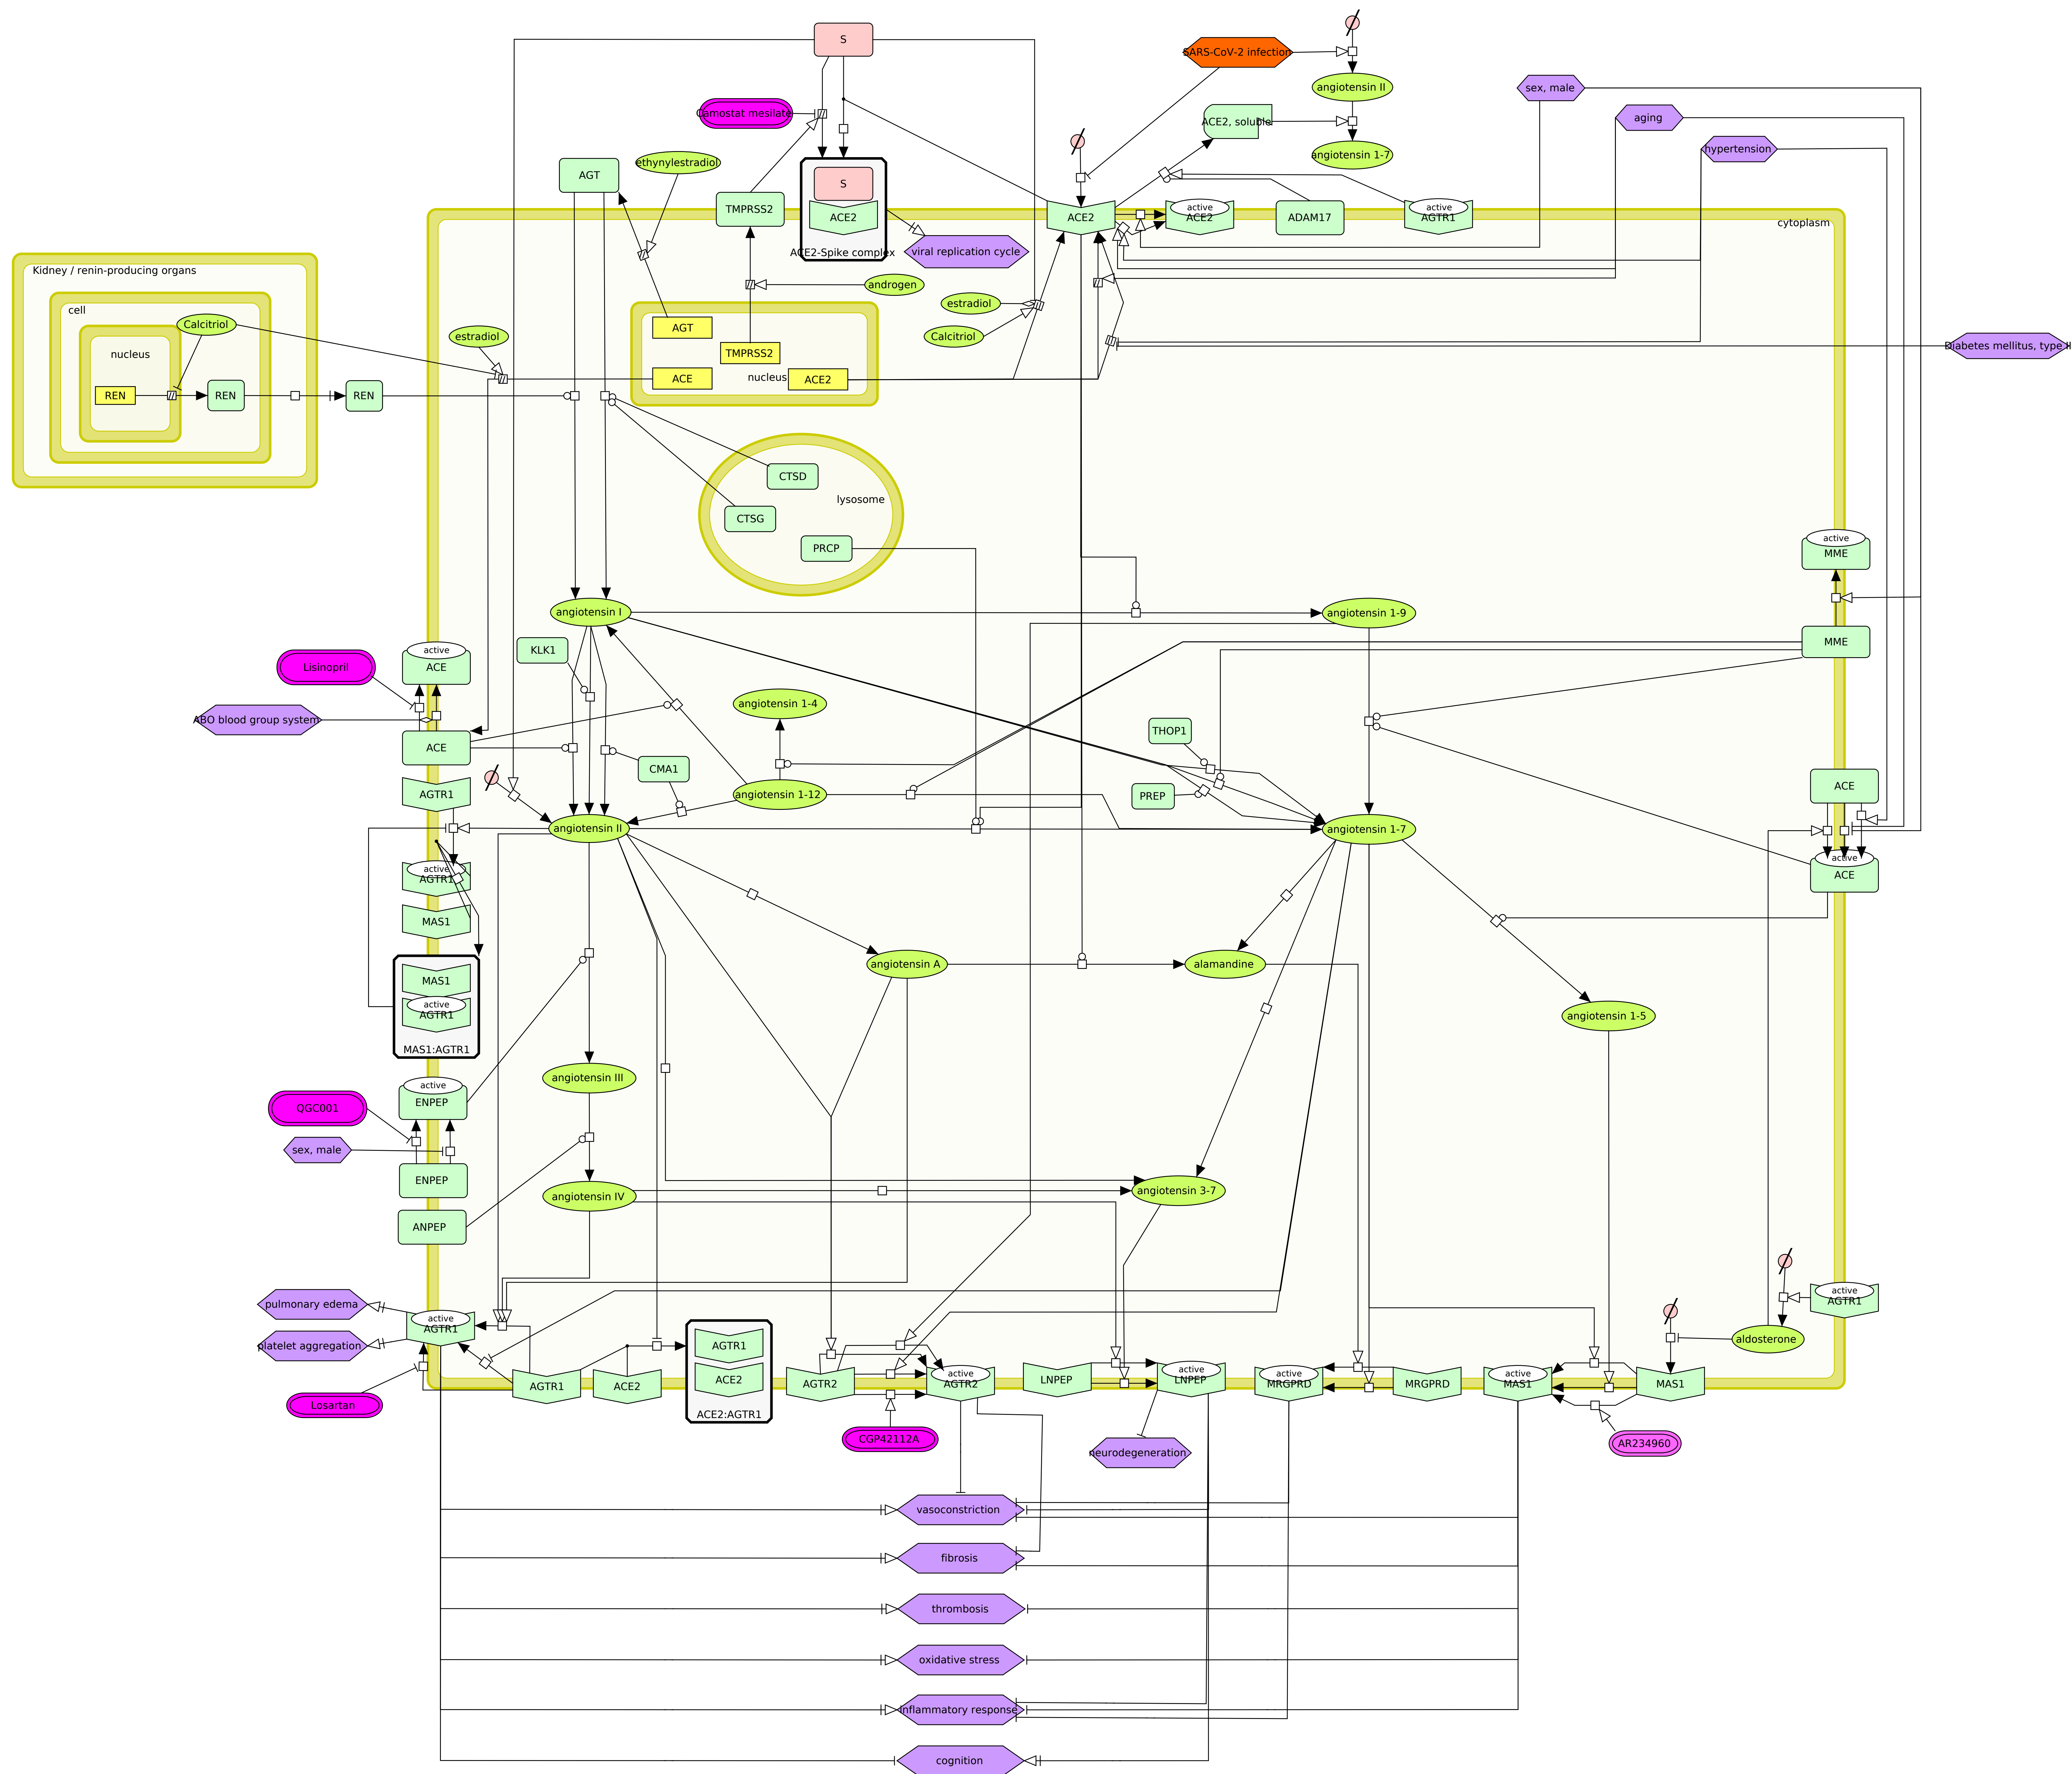 S
SARS-CoV-2 infection
angiotensin II
sex, male
Camostat mesilate
ACE2, soluble
aging
ethynylestradiol
angiotensin 1-7
hypertension
AGT
S
TMPRSS2
ACE2
ACE2-Spike complex
viral replication cycle
ACE2
active
ACE2
ADAM17
active
AGTR1
cytoplasm
Kidney / renin-producing organs
cell
Calcitriol
nucleus
REN
REN
REN
estradiol
androgen
estradiol
Calcitriol
AGT
TMPRSS2
ACE
nucleus
ACE2
Diabetes mellitus, type II
CTSD
lysosome
CTSG
PRCP
active
MME
MME
angiotensin I
angiotensin 1-9
KLK1
active
ACE
Lisinopril
ABO blood group system
ACE
angiotensin 1-4
THOP1
CMA1
angiotensin 1-12
PREP
ACE
AGTR1
angiotensin II
angiotensin 1-7
active
AGTR1
active
ACE
MAS1
MAS1
active
AGTR1
MAS1:AGTR1
angiotensin A
alamandine
angiotensin 1-5
angiotensin III
active
ENPEP
QGC001
sex, male
ENPEP
ANPEP
angiotensin IV
angiotensin 3-7
pulmonary edema
platelet aggregation
active
AGTR1
Losartan
AGTR1
ACE2
AGTR1
ACE2
ACE2:AGTR1
AGTR2
active
AGTR2
CGP42112A
LNPEP
active
LNPEP
neurodegeneration
active
MRGPRD
MRGPRD
active
MAS1
MAS1
AR234960
aldosterone
active
AGTR1
vasoconstriction
fibrosis
thrombosis
oxidative stress
inflammatory response
cognition